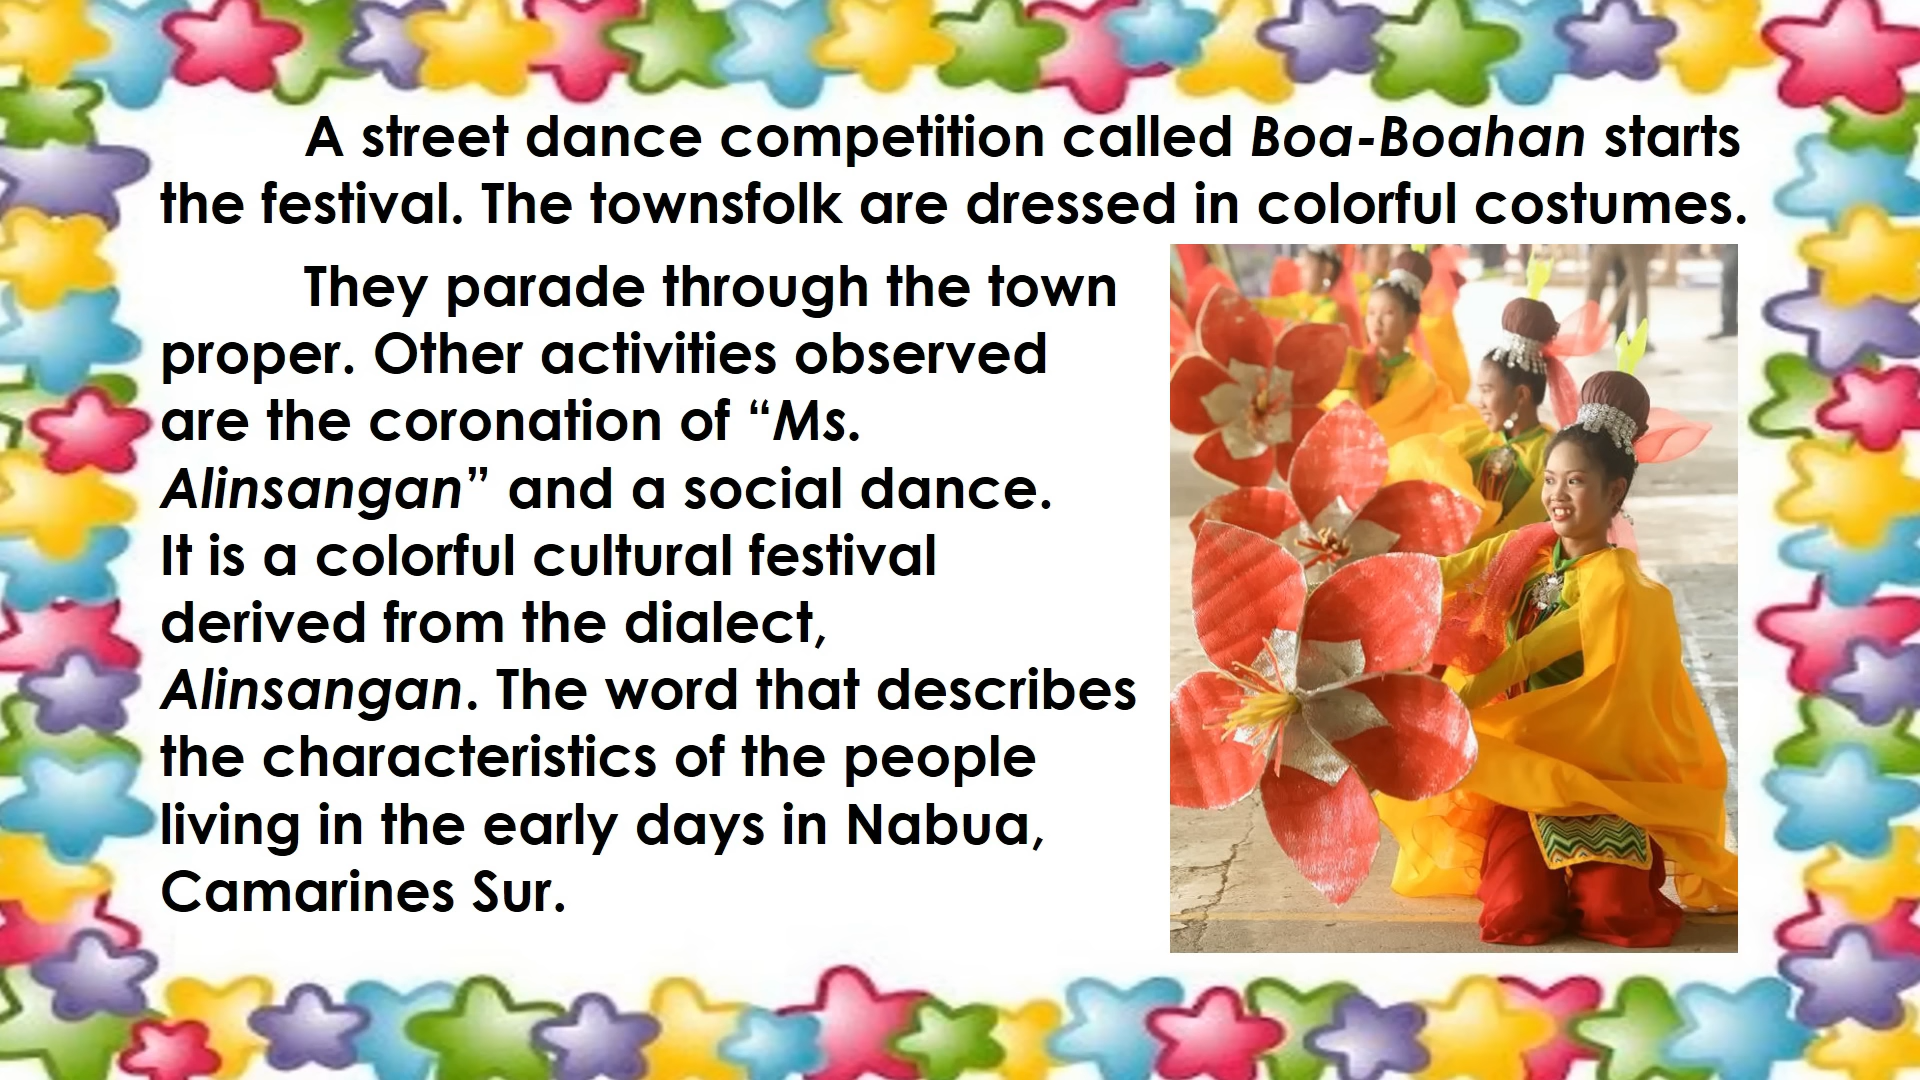 A street dance competition called Boa-Boahan starts
the festival. The townsfolk are dressed in colorful costumes.
They parade through the town
proper. Other activities observed
are the coronation of “Ms.
Alinsangan” and a social dance.
It is a colorful cultural festival
derived from the dialect,
Alinsangan. The word that describes
the characteristics of the people
living in the early days in Nabua,
Camarines Sur.